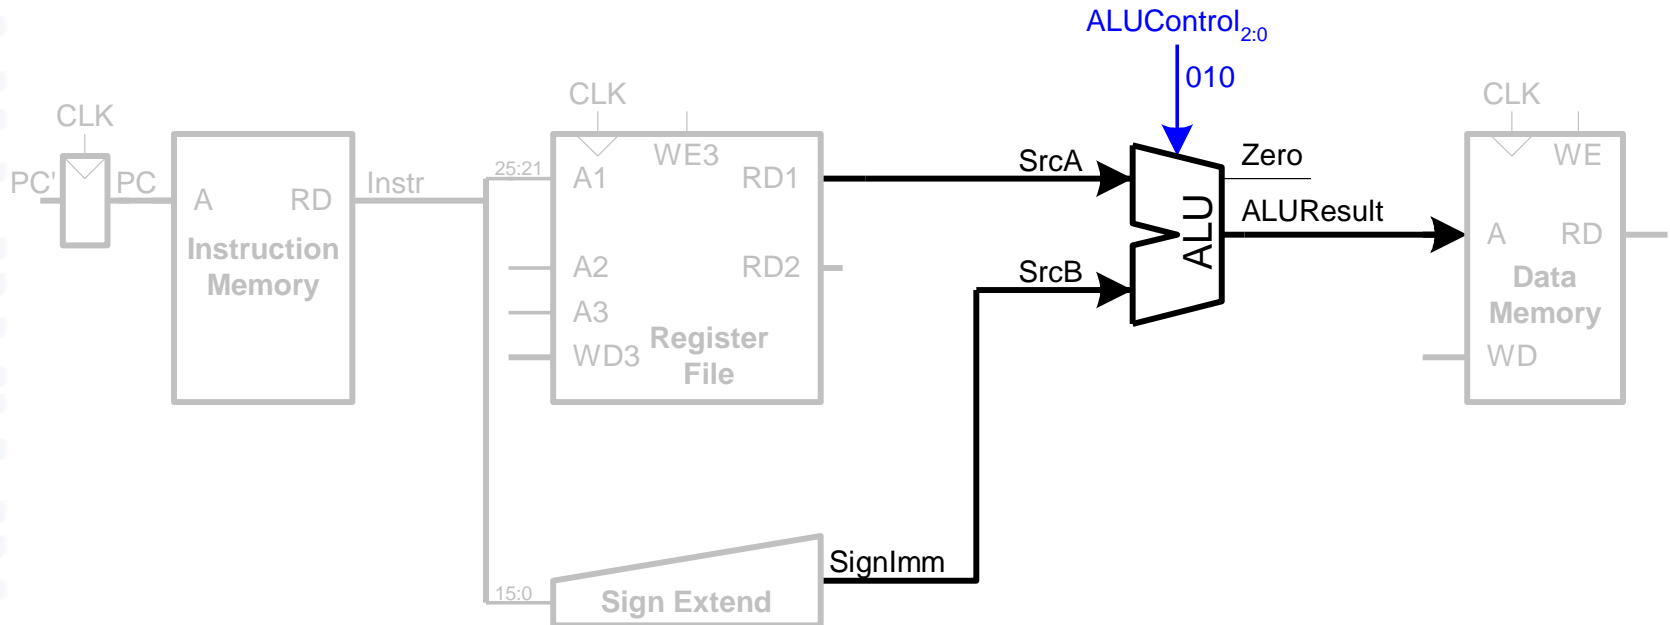 ALUControl2:0
010
CLK
CLK
CLK
PC'
PC
A
RD
Instruction
Memory
Instr
25:21
A1
WE3
RD1
A2
RD2
A3
WD3
Register
File
SrcA
SrcB
ALU
Zero
ALUResult
WE
A
RD
Data
Memory
WD
SignImm
15:0
Sign Extend